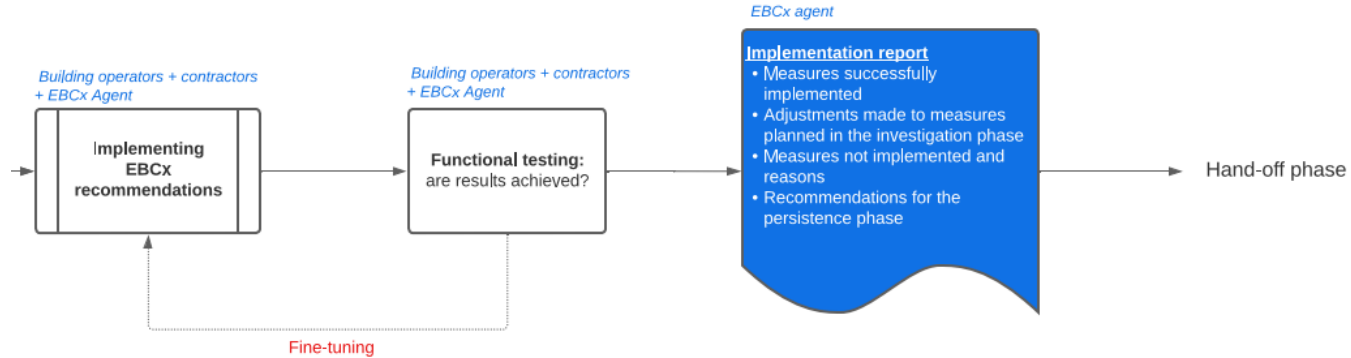 Building operators + contractors
+ EBCx Agent
Implementing
EBCx
recommendations
Building operators + contractors
+ EBCx Agent
Functional testing:
are results achieved?
Fine-tuning
EBCx agent
Implementation report
• Measures successfully
implemented
• Adjustments made to measures
planned in the investigation phase
• Measures not implemented and
reasons
• Recommendations for the
persistence phase
Hand-off phase